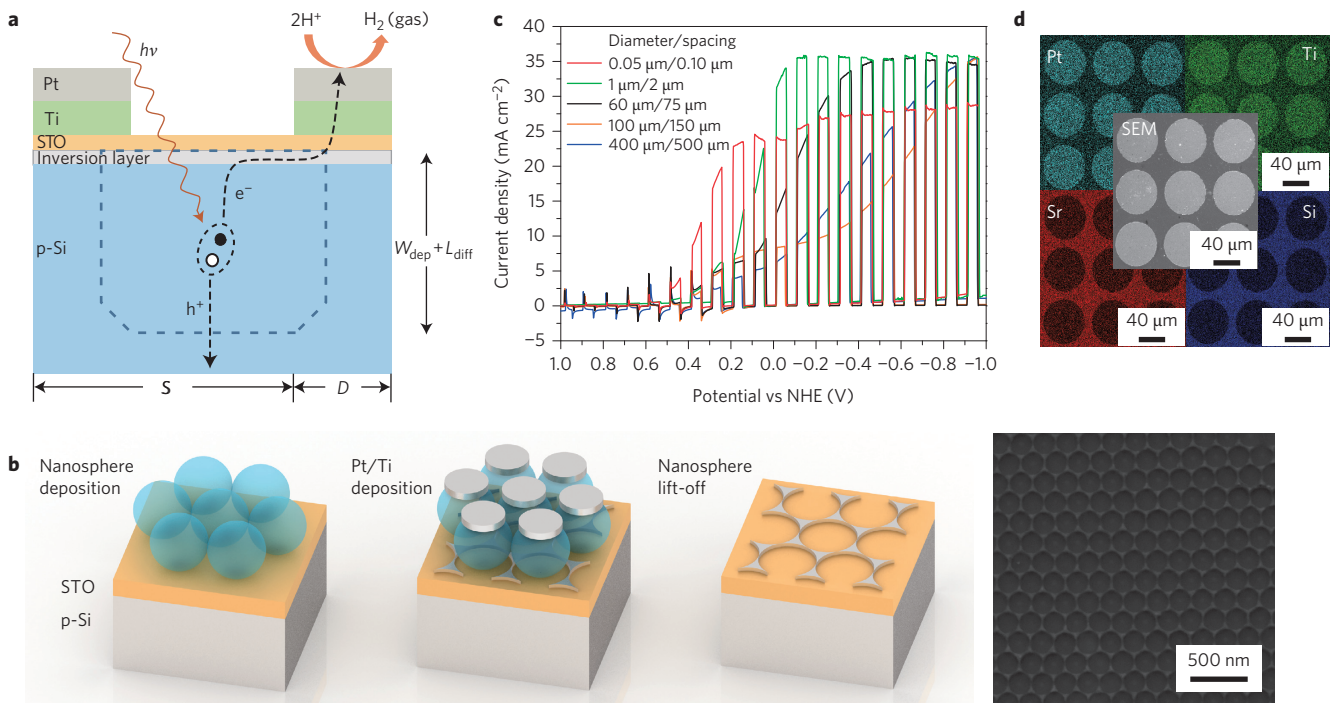 a
2H⁺
H₂ (gas)
hν
Pt
Ti
STO
Inversion layer
e⁻
p-Si
W_dep + L_diff
h⁺
S
D
c
Current density (mA cm⁻²)
40
35
30
25
20
15
10
5
0
−5
Diameter/spacing
0.05 μm/0.10 μm
1 μm/2 μm
60 μm/75 μm
100 μm/150 μm
400 μm/500 μm
1.0 0.8 0.6 0.4 0.2 0.0 −0.2 −0.4 −0.6 −0.8 −1.0
Potential vs NHE (V)
d
Pt
Ti
SEM
40 μm
Sr
Si
40 μm
40 μm
40 μm
b
Nanosphere
deposition
Pt/Ti
deposition
Nanosphere
lift-off
STO
p-Si
500 nm